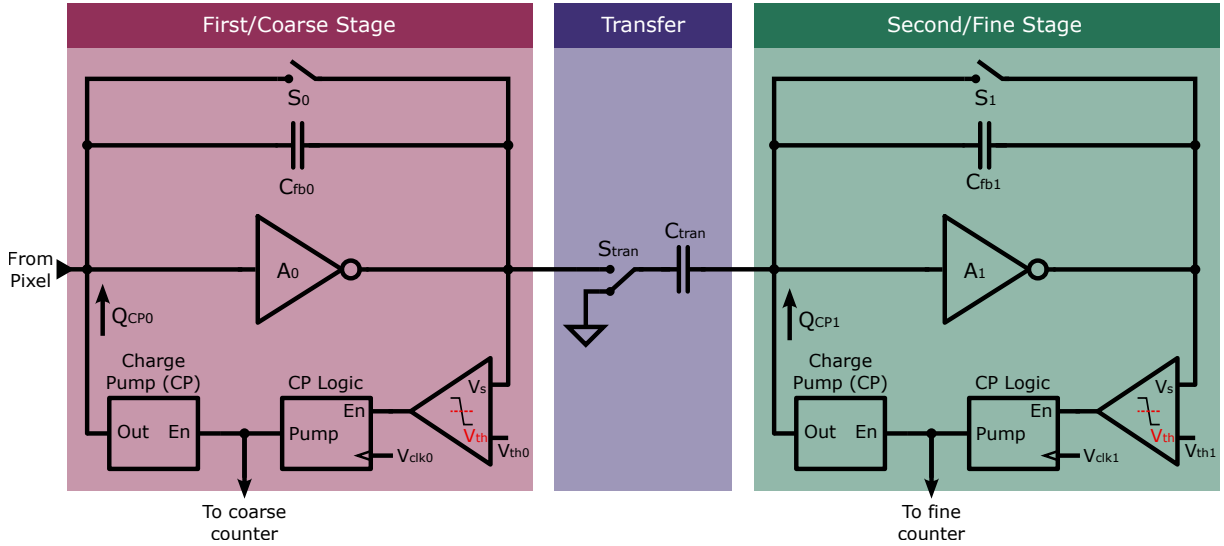 First/Coarse Stage
Transfer
Second/Fine Stage
S0
S1
Cfb0
Cfb1
From
Pixel
A0
Stran
Ctran
A1
QCP0
QCP1
Charge
Pump (CP)
CP Logic
Vs
En
Out
En
Pump
Vth
Vth0
Vclk0
Charge
Pump (CP)
CP Logic
Vs
En
Out
En
Pump
Vth
Vth1
Vclk1
To coarse
counter
To fine
counter